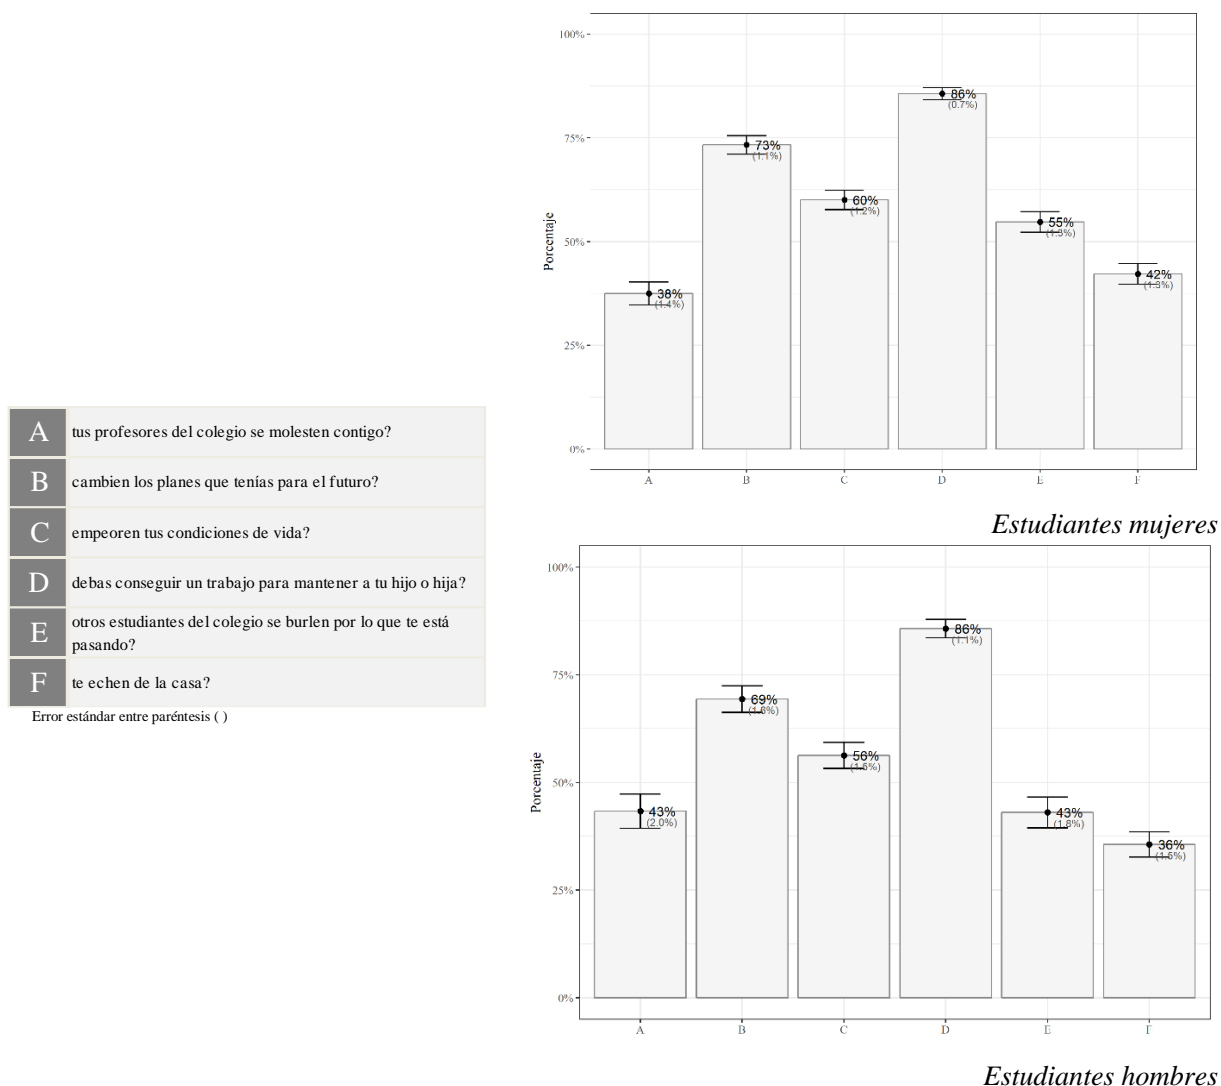 100%
75%
50%
25%
0%
Porcentaje
38%
(1.4%)
73%
(1.1%)
60%
(1.2%)
86%
(0.7%)
55%
(1.3%)
42%
(1.3%)
A B C D E F
Estudiantes mujeres
A tus profesores del colegio se molesten contigo?
B cambien los planes que tenías para el futuro?
C empeoren tus condiciones de vida?
D debas conseguir un trabajo para mantener a tu hijo o hija?
E otros estudiantes del colegio se burlen por lo que te está
pasando?
F te echen de la casa?
Error estándar entre paréntesis ( )
100%
75%
50%
25%
0%
Porcentaje
43%
(2.0%)
69%
(1.6%)
56%
(1.5%)
86%
(1.1%)
43%
(1.8%)
36%
(1.5%)
A B C D E F
Estudiantes hombres